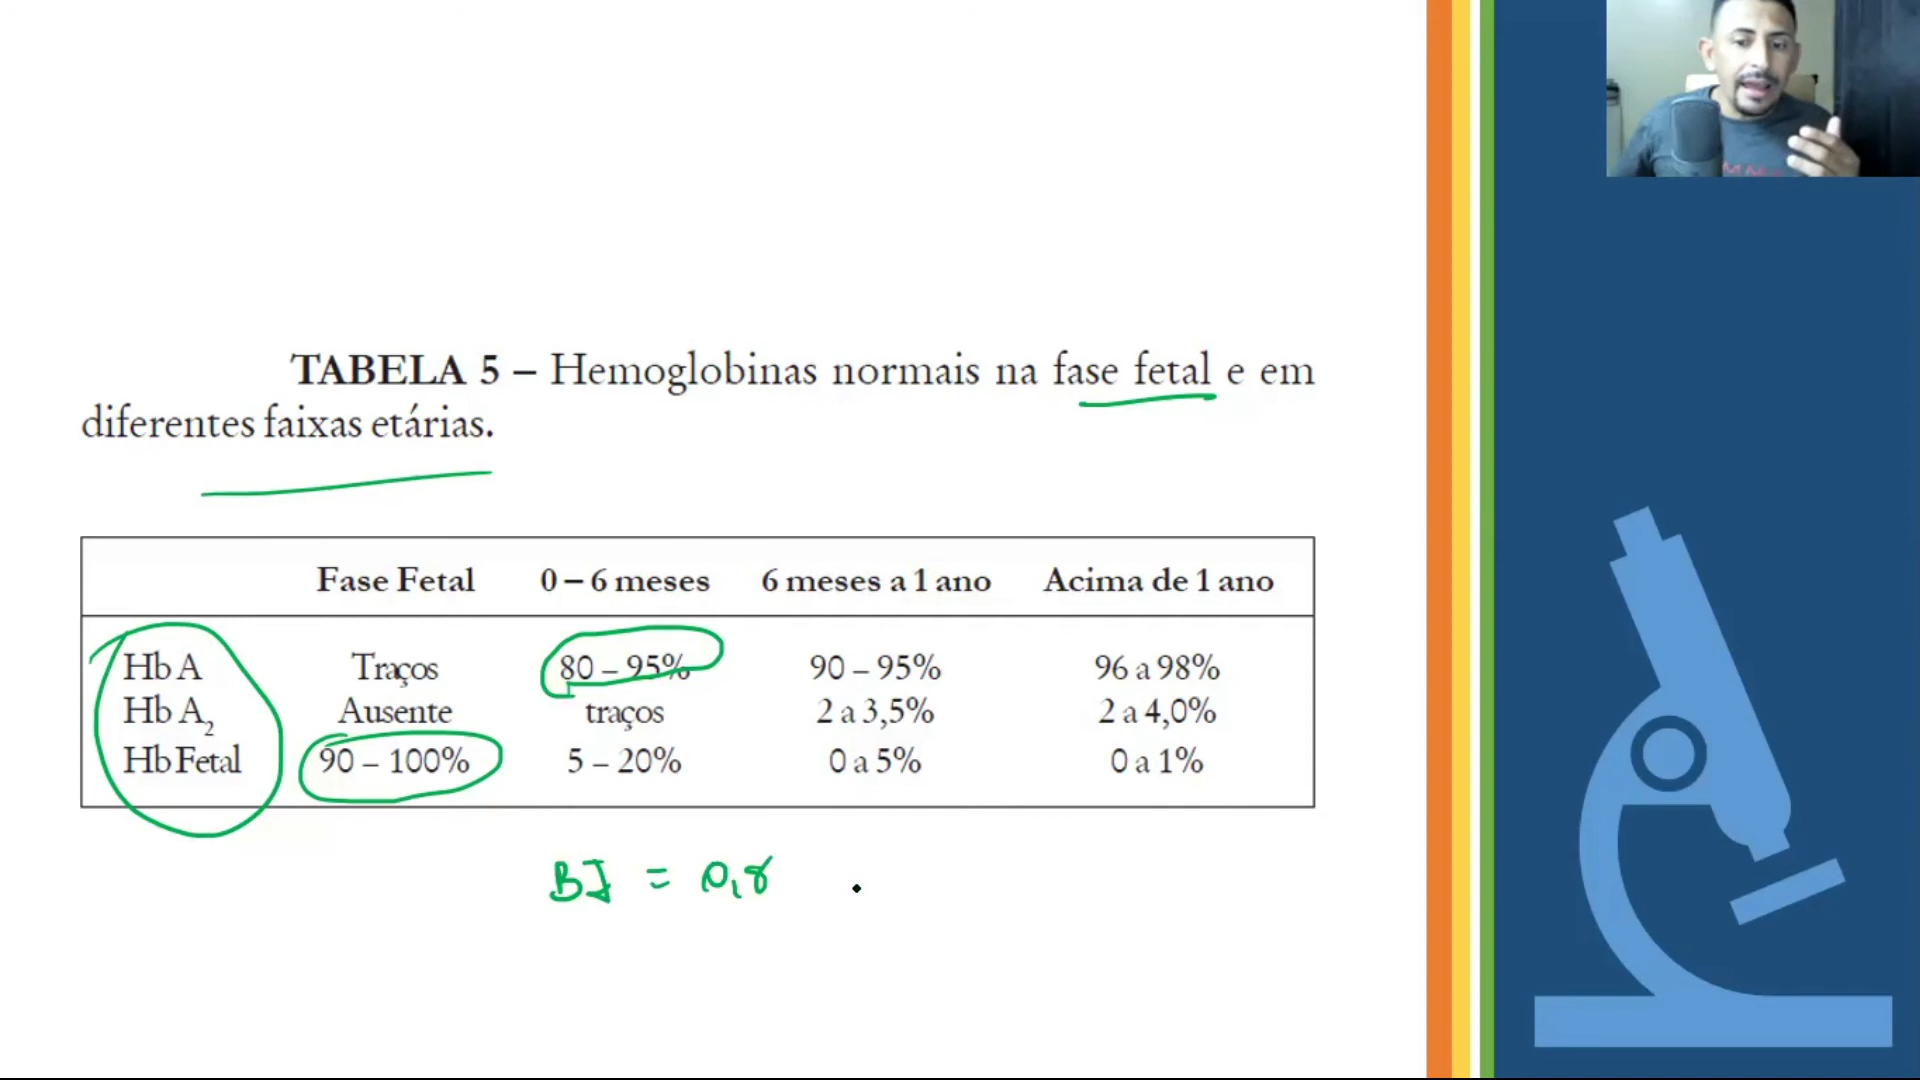 TABELA 5 – Hemoglobinas normais na fase fetal e em
diferentes faixas etárias.
Fase Fetal 0 – 6 meses 6 meses a 1 ano Acima de 1 ano
Hb A Traços 80 – 95% 90 – 95% 96 a 98%
Hb A₂ Ausente traços 2 a 3,5% 2 a 4,0%
Hb Fetal 90 – 100% 5 – 20% 0 a 5% 0 a 1%
= 0,8